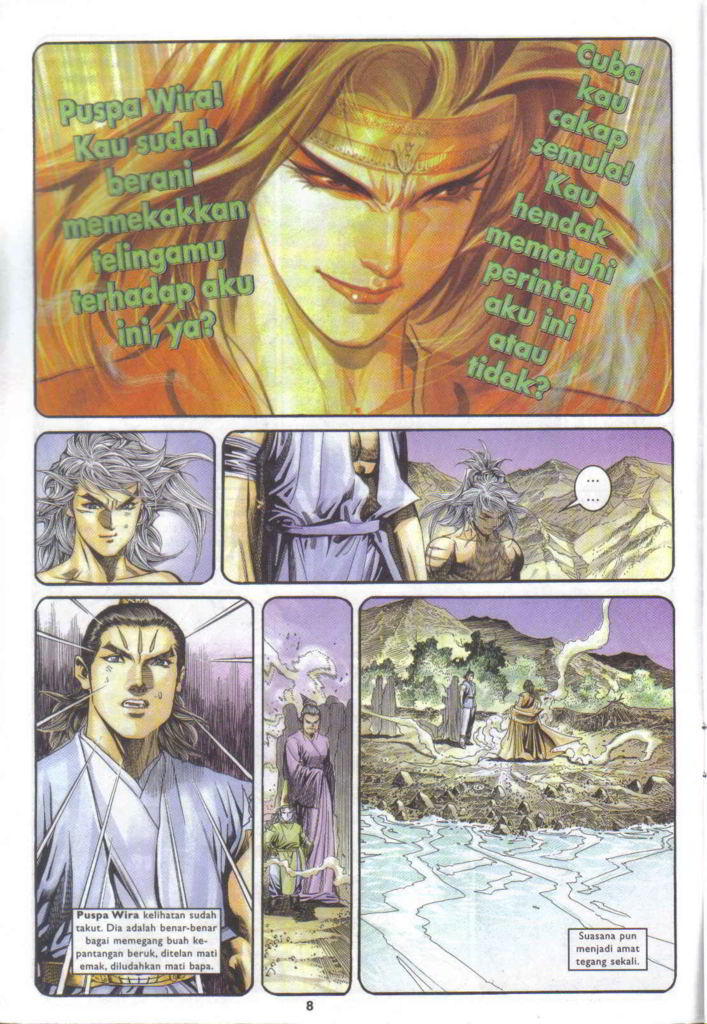 Puspa Wira!
Kau sudah
berani
memekakkan
telingamu
terhadap aku
ini, ya?
Cuba
kau
cakap
semula!
Kau
hendak
mematuhi
perintah
aku ini
atau
tidak?
...
...
Puspa Wira kelihatan sudah
takut. Dia adalah benar-benar
bagai memegang buah ke-
pantangan beruk, ditelan mati
emak, diludahkan mati bapa.
Suasana pun
menjadi amat
tegang sekali.
8